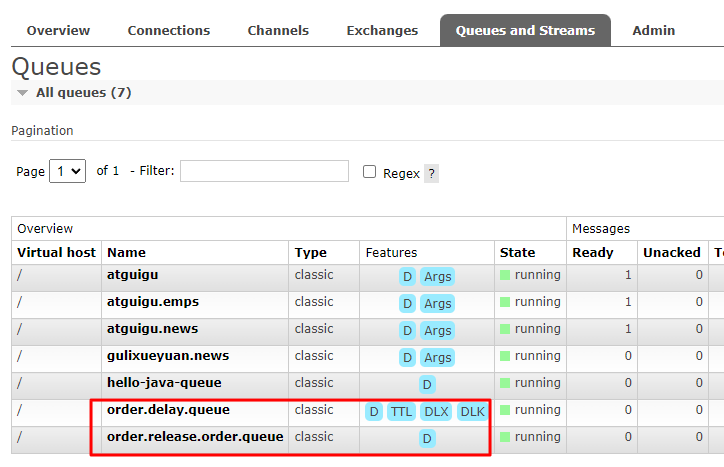 Overview Connections Channels Exchanges Queues and Streams Admin
Queues
All queues (7)
Pagination
Page 1 of 1 - Filter: Regex ?
Overview Messages
Virtual host Name Type Features State Ready Unacked
/ atguigu classic D Args running 1 0
/ atguigu.emps classic D Args running 1 0
/ atguigu.news classic D Args running 1 0
/ gulixueyuan.news classic D Args running 0 0
/ hello-java-queue classic D running 0 0
/ order.delay.queue classic D TTL DLX DLK running 0 0
/ order.release.order.queue classic D running 0 0